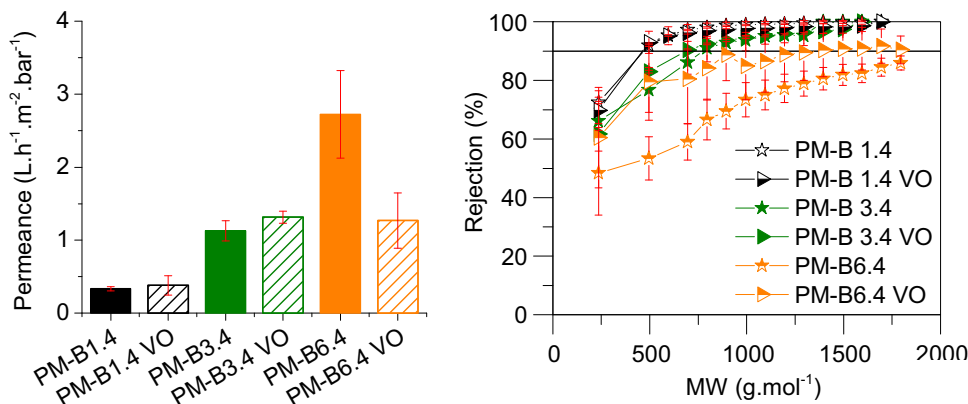 Permeance (L.h⁻¹.m⁻².bar⁻¹)
4
3
2
1
0
PM-B1.4
PM-B1.4 VO
PM-B3.4
PM-B3.4 VO
PM-B6.4
PM-B6.4 VO
Rejection (%)
100
80
60
40
20
0
PM-B 1.4
PM-B 1.4 VO
PM-B 3.4
PM-B 3.4 VO
PM-B6.4
PM-B6.4 VO
0 500 1000 1500 2000
MW (g.mol⁻¹)